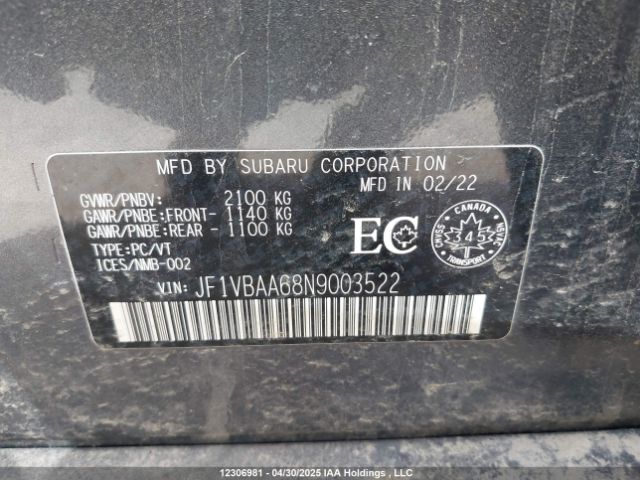 MFD BY SUBARU CORPORATION
MFD IN 02/22
GVWR/PNBV: 2100 KG
GAWR/PNBE:FRONT- 1140 KG
GAWR/PNBE:REAR - 1100 KG
TYPE:PC/VT
ICES/NMB-002
EC
CANADA
CMVSS
NSVAC
345
TRANSPORT
VIN: JF1VBAA68N9003522
12306981 - 04/30/2025 IAA Holdings , LLC